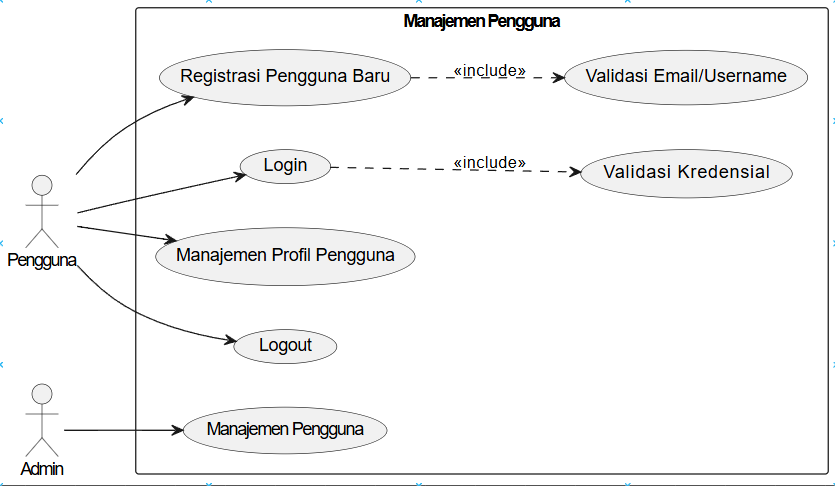 Manajemen Pengguna
Registrasi Pengguna Baru
«include»
Validasi Email/Username
Login
«include»
Validasi Kredensial
Pengguna
Manajemen Profil Pengguna
Logout
Admin
Manajemen Pengguna